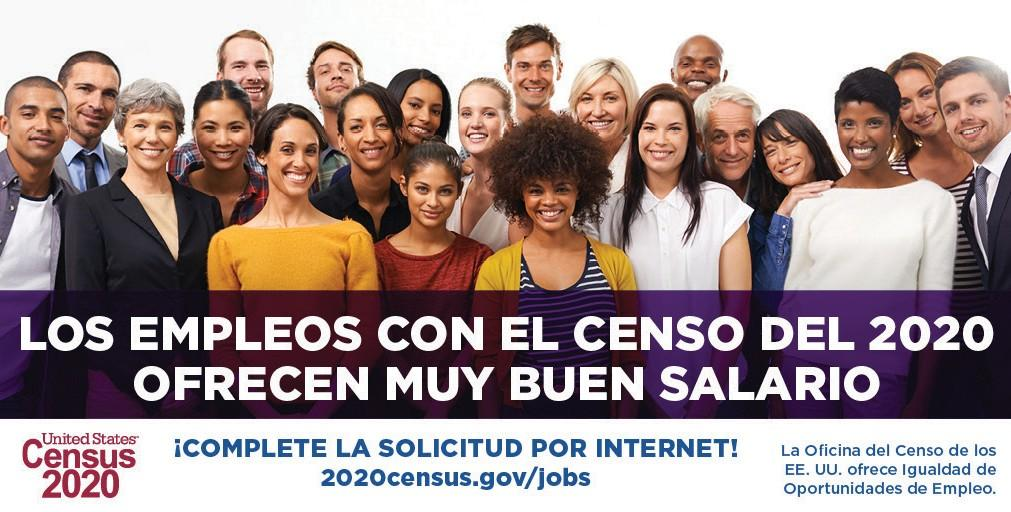 LOS EMPLEOS CON EL CENSO DEL 2020
OFRECEN MUY BUEN SALARIO
United States®
Census
2020
¡COMPLETE LA SOLICITUD POR INTERNET!
2020census.gov/jobs
La Oficina del Censo de los
EE. UU. ofrece Igualdad de
Oportunidades de Empleo.